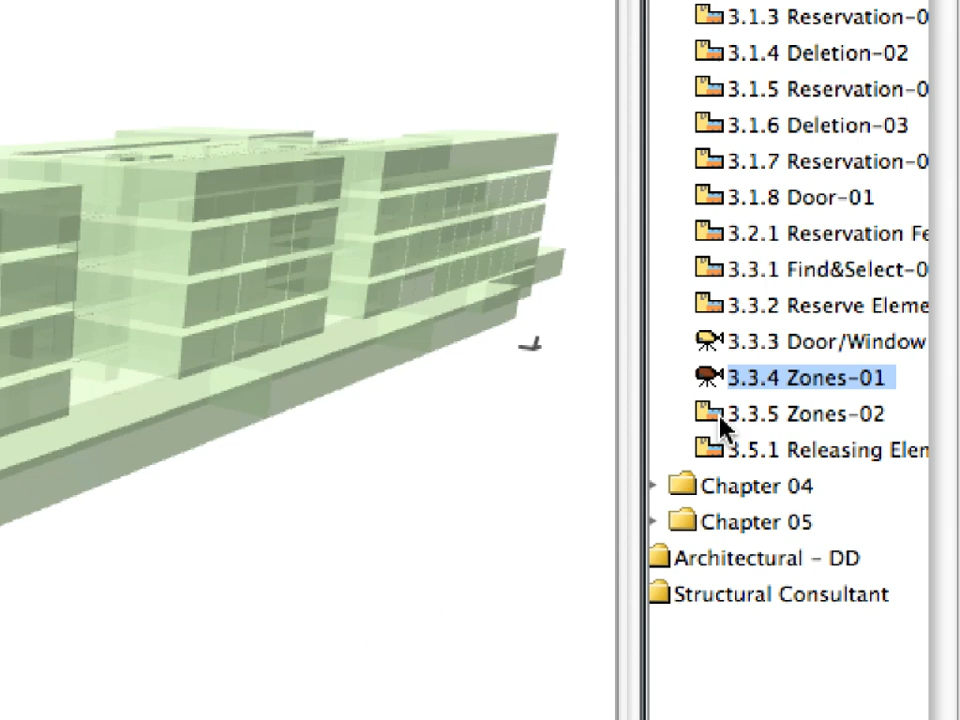 3.1.3 Reservation-0
3.1.4 Deletion-02
3.1.5 Reservation-0
3.1.6 Deletion-03
3.1.7 Reservation-0
3.1.8 Door-01
3.2.1 Reservation Fe
3.3.1 Find&Select-0
3.3.2 Reserve Eleme
3.3.3 Door/Window
3.3.4 Zones-01
3.3.5 Zones-02
3.5.1 Releasing Elen
Chapter 04
Chapter 05
Architectural - DD
Structural Consultant